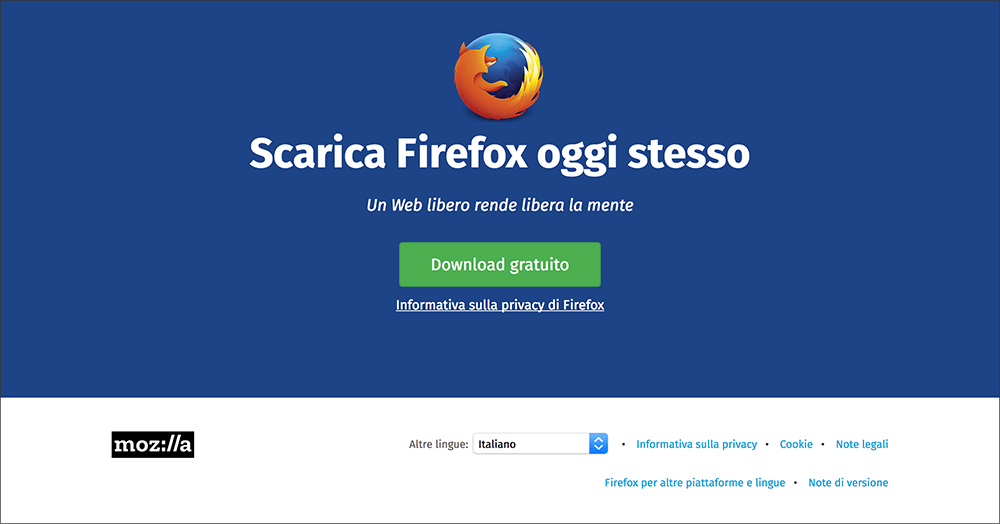 Scarica Firefox oggi stesso
Un Web libero rende libera la mente
Download gratuito
Informativa sulla privacy di Firefox
moz://a
Altre lingue: Italiano • Informativa sulla privacy • Cookie • Note legali
Firefox per altre piattaforme e lingue • Note di versione